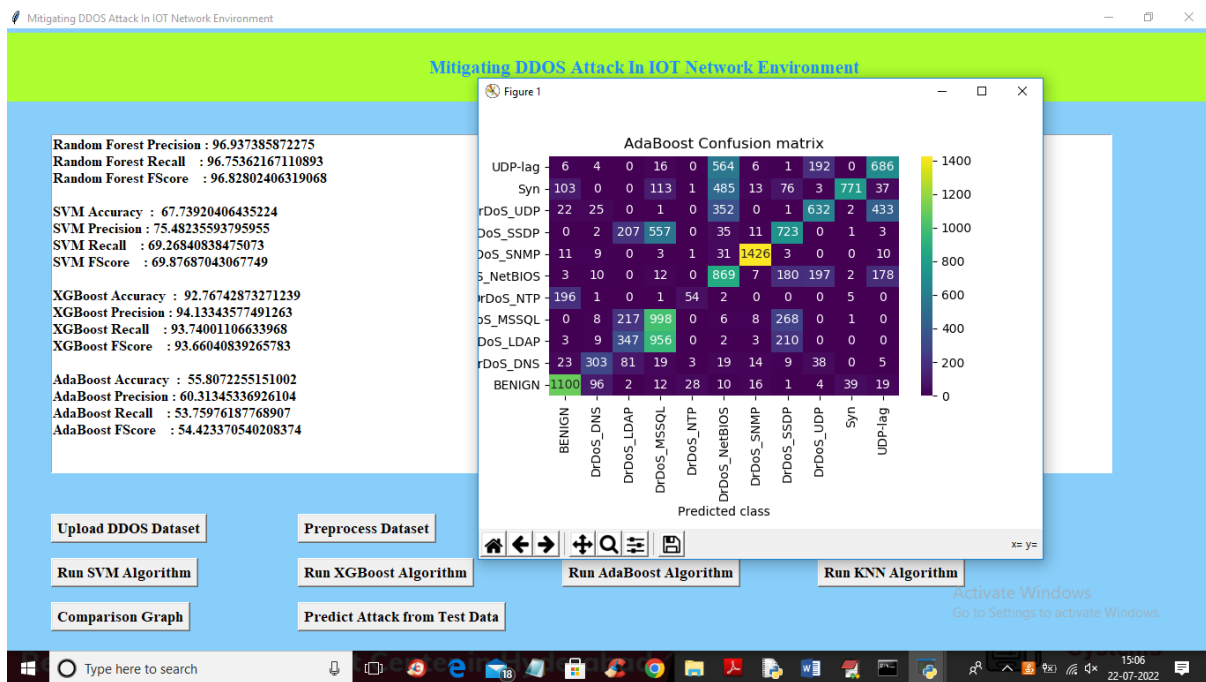 Mitigating DDOS Attack In IOT Network Environment
Mitigating DDOS Attack In IOT Network Environment
Random Forest Precision : 96.937385872275
Random Forest Recall : 96.75362167110893
Random Forest FScore : 96.82802406319068
SVM Accuracy : 67.73920406435224
SVM Precision : 75.48235593795955
SVM Recall : 69.26840838475073
SVM FScore : 69.87687043067749
XGBoost Accuracy : 92.76742873271239
XGBoost Precision : 94.13343577491263
XGBoost Recall : 93.74001106633968
XGBoost FScore : 93.66040839265783
AdaBoost Accuracy : 55.8072255151002
AdaBoost Precision : 60.31345336926104
AdaBoost Recall : 53.75976187768907
AdaBoost FScore : 54.423370540208374
Figure 1
AdaBoost Confusion matrix
UDP-lag 6 4 0 16 0 564 6 1 192 0 686
Syn 103 0 0 113 1 485 13 76 3 771 37
rDoS_UDP 22 25 0 1 0 352 0 1 632 2 433
DoS_SSDP 0 2 207 557 0 35 11 723 0 1 3
DoS_SNMP 11 9 0 3 1 31 1426 3 0 0 10
S_NetBIOS 3 10 0 12 0 869 7 180 197 2 178
rDoS_NTP 196 1 0 1 54 2 0 0 0 5 0
oS_MSSQL 0 8 217 998 0 6 8 268 0 1 0
DoS_LDAP 3 9 347 956 0 2 3 210 0 0 0
rDoS_DNS 23 303 81 19 3 19 14 9 38 0 5
BENIGN 1100 96 2 12 28 10 16 1 4 39 19
BENIGN
DrDoS_DNS
DrDoS_LDAP
DrDoS_MSSQL
DrDoS_NTP
DrDoS_NetBIOS
DrDoS_SNMP
DrDoS_SSDP
DrDoS_UDP
Syn
UDP-lag
Predicted class
1400
1200
1000
800
600
400
200
0
x= y=
Upload DDOS Dataset
Preprocess Dataset
Run SVM Algorithm
Run XGBoost Algorithm
Run AdaBoost Algorithm
Run KNN Algorithm
Comparison Graph
Predict Attack from Test Data
Activate Windows
Go to Settings to activate Windows.
Type here to search
18
15:06
22-07-2022